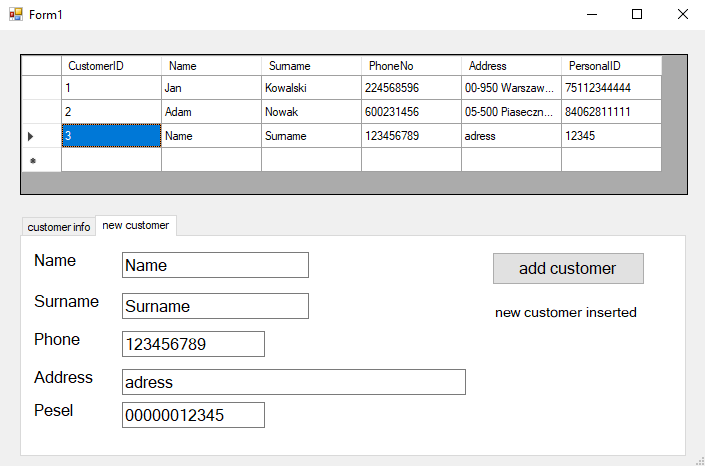 Form1
CustomerID Name Surname PhoneNo Address PersonalID
1 Jan Kowalski 224568596 00-950 Warszaw... 75112344444
2 Adam Nowak 600231456 05-500 Piaseczn... 84062811111
3 Name Surname 123456789 adress 12345
customer info new customer
Name Name add customer
Surname Surname new customer inserted
Phone 123456789
Address adress
Pesel 00000012345